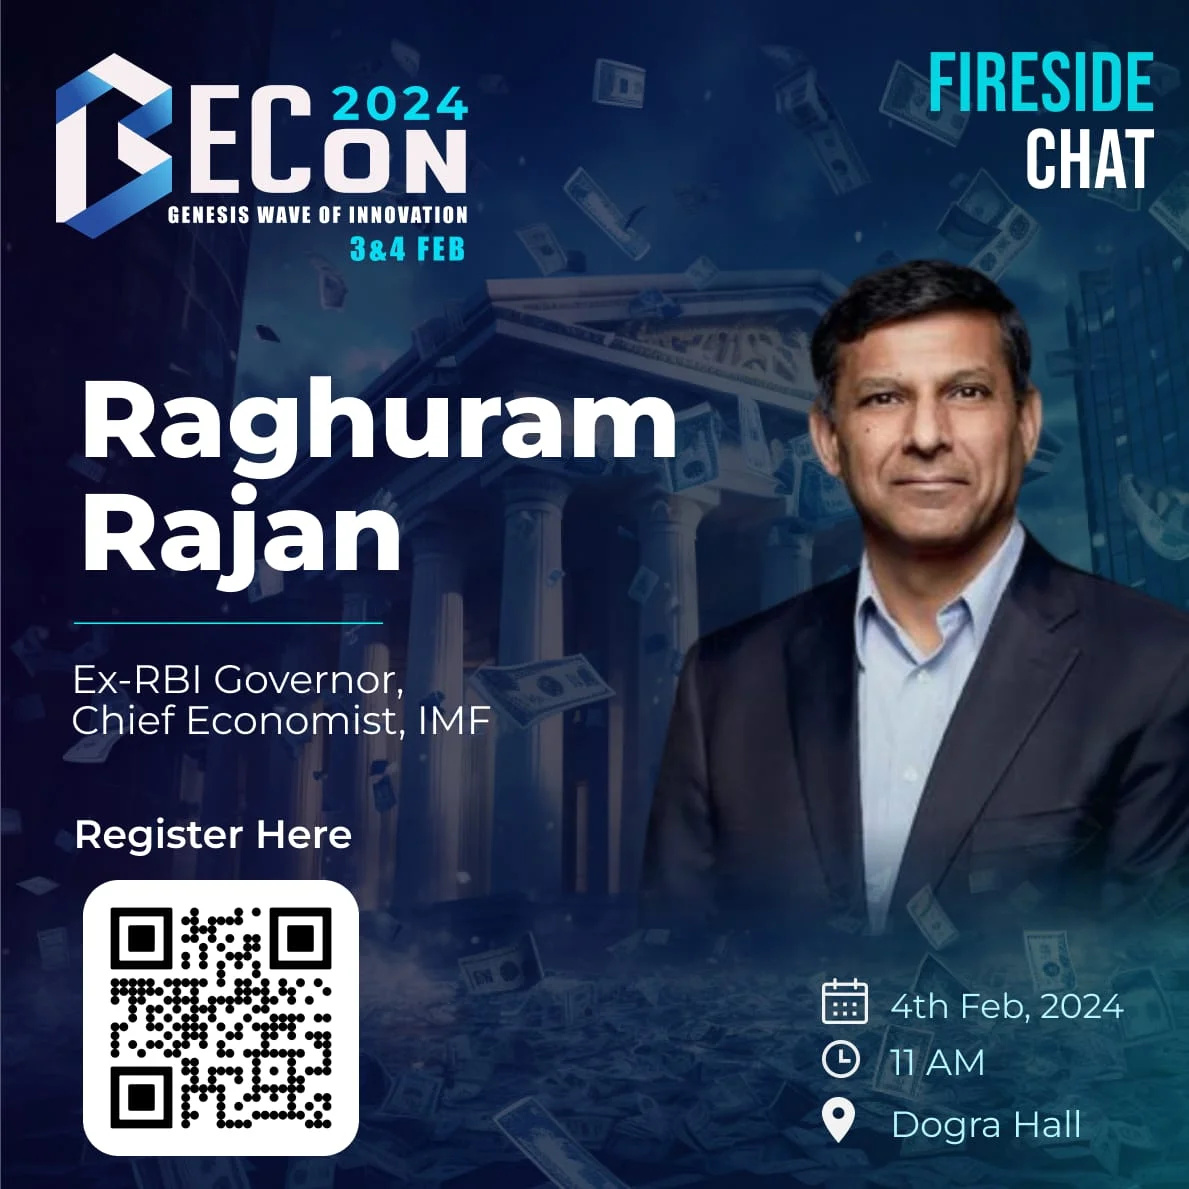 BECon 2024
GENESIS WAVE OF INNOVATION
3&4 FEB
FIRESIDE
CHAT
Raghuram
Rajan
Ex-RBI Governor,
Chief Economist, IMF
Register Here
4th Feb, 2024
11 AM
Dogra Hall